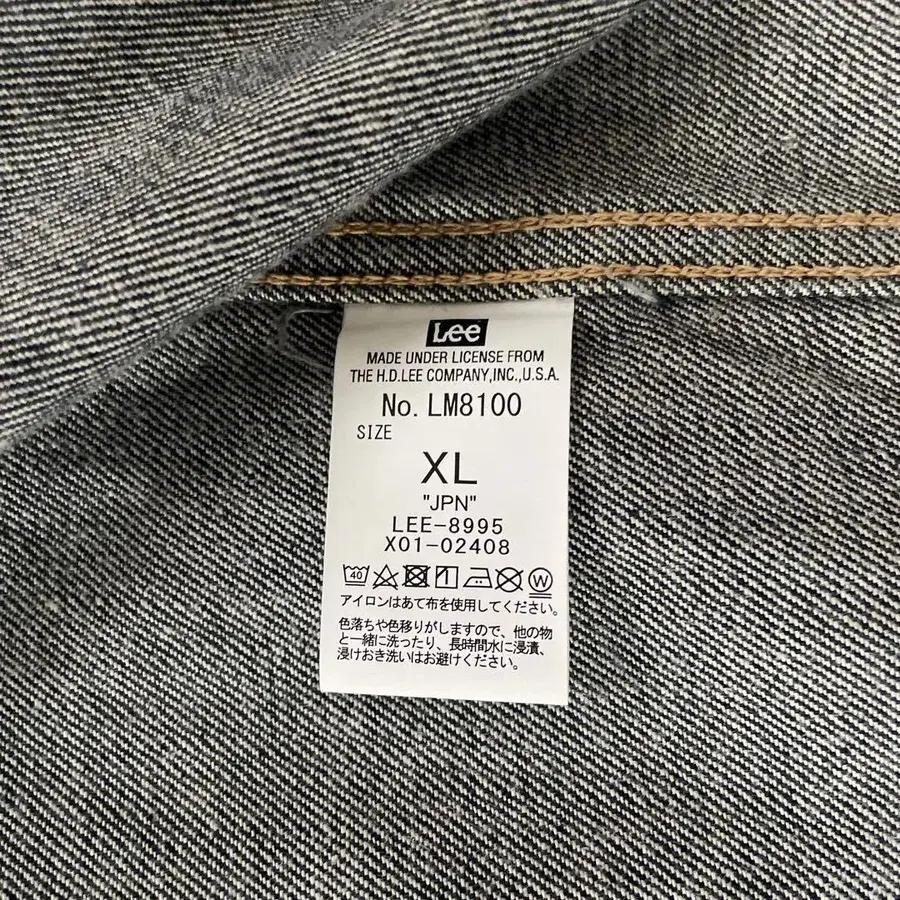 Lee
MADE UNDER LICENSE FROM
THE H.D.LEE COMPANY,INC.,U.S.A.
No. LM8100
SIZE
XL
"JPN"
LEE-8995
X01-02408
40 W
アイロンはあて布を使用してください。
色落ちや色移りがしますので、他の物
と一緒に洗ったり、長時間水に浸漬、
浸けおき洗いはお避けください。